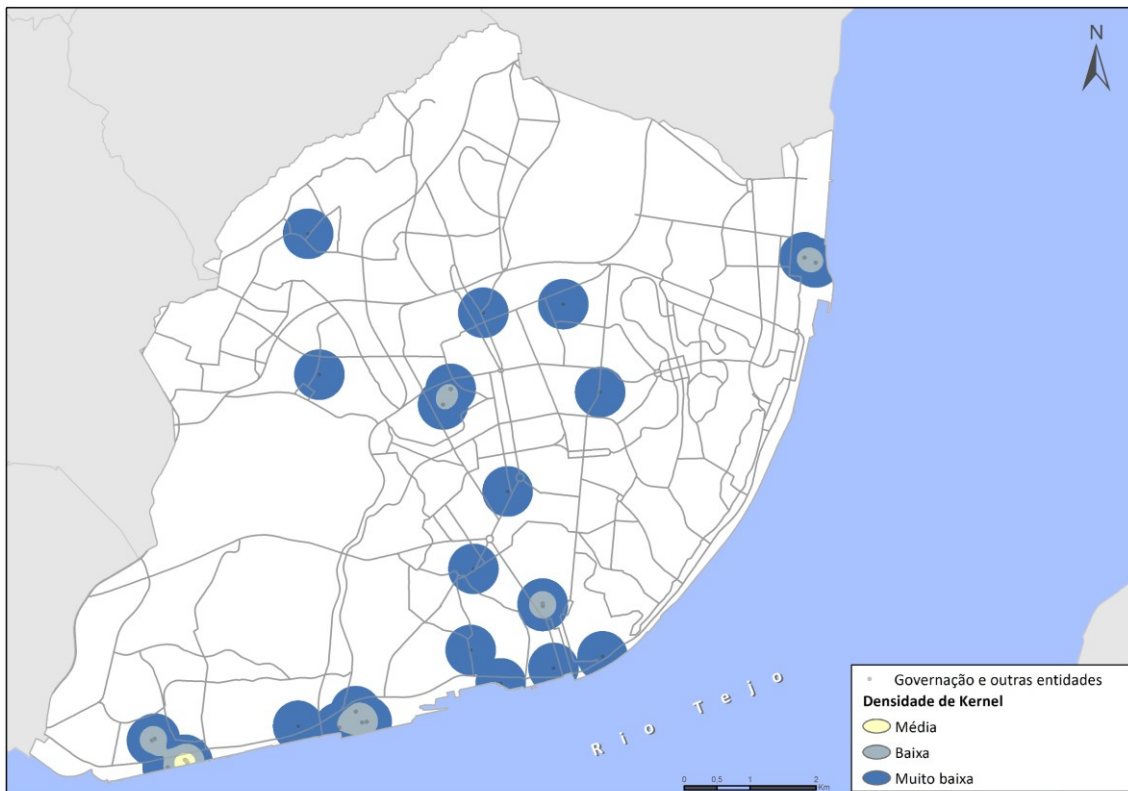 N
Rio Tejo
Governação e outras entidades
Densidade de Kernel
Média
Baixa
Muito baixa
0 0,5 1 2
Km